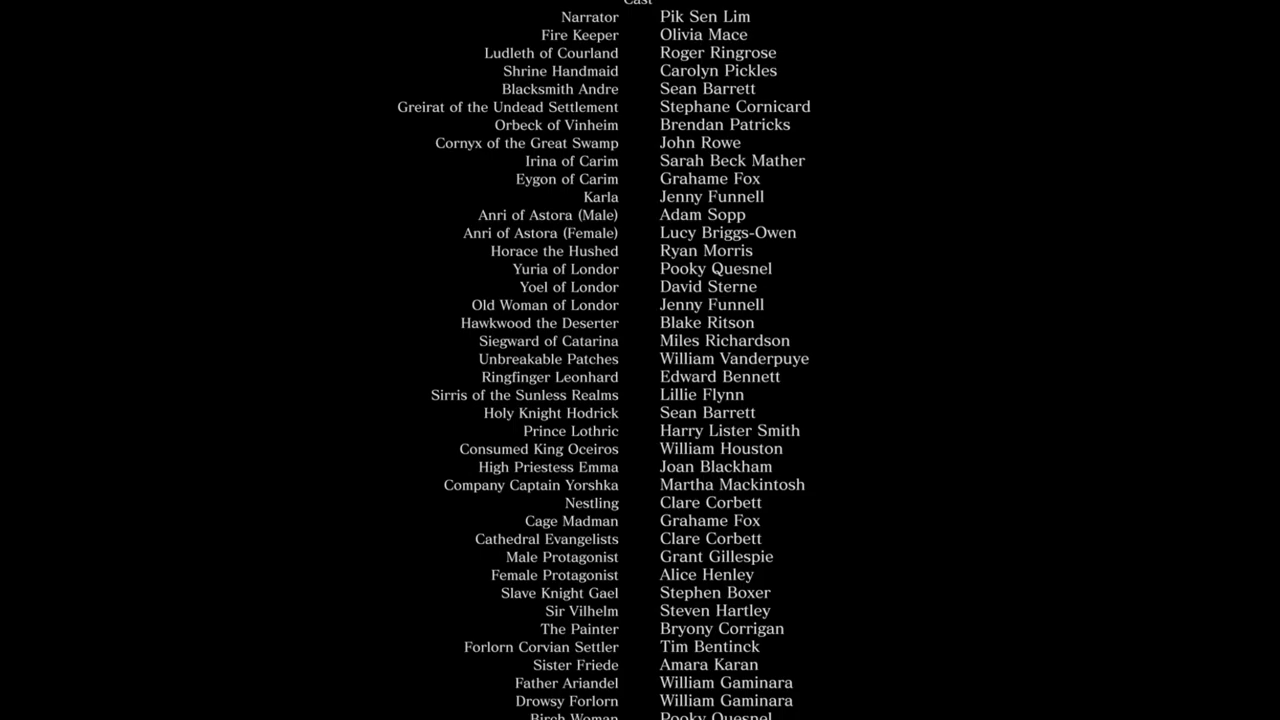 Cast
Narrator Pik Sen Lim
Fire Keeper Olivia Mace
Ludleth of Courland Roger Ringrose
Shrine Handmaid Carolyn Pickles
Blacksmith Andre Sean Barrett
Greirat of the Undead Settlement Stephane Cornicard
Orbeck of Vinheim Brendan Patricks
Cornyx of the Great Swamp John Rowe
Irina of Carim Sarah Beck Mather
Eygon of Carim Grahame Fox
Karla Jenny Funnell
Anri of Astora (Male) Adam Sopp
Anri of Astora (Female) Lucy Briggs-Owen
Horace the Hushed Ryan Morris
Yuria of Londor Pooky Quesnel
Yoel of Londor David Sterne
Old Woman of Londor Jenny Funnell
Hawkwood the Deserter Blake Ritson
Siegward of Catarina Miles Richardson
Unbreakable Patches William Vanderpuye
Ringfinger Leonhard Edward Bennett
Sirris of the Sunless Realms Lillie Flynn
Holy Knight Hodrick Sean Barrett
Prince Lothric Harry Lister Smith
Consumed King Oceiros William Houston
High Priestess Emma Joan Blackham
Company Captain Yorshka Martha Mackintosh
Nestling Clare Corbett
Cage Madman Grahame Fox
Cathedral Evangelists Clare Corbett
Male Protagonist Grant Gillespie
Female Protagonist Alice Henley
Slave Knight Gael Stephen Boxer
Sir Vilhelm Steven Hartley
The Painter Bryony Corrigan
Forlorn Corvian Settler Tim Bentinck
Sister Friede Amara Karan
Father Ariandel William Gaminara
Drowsy Forlorn William Gaminara
Birch Woman Pooky Quesnel